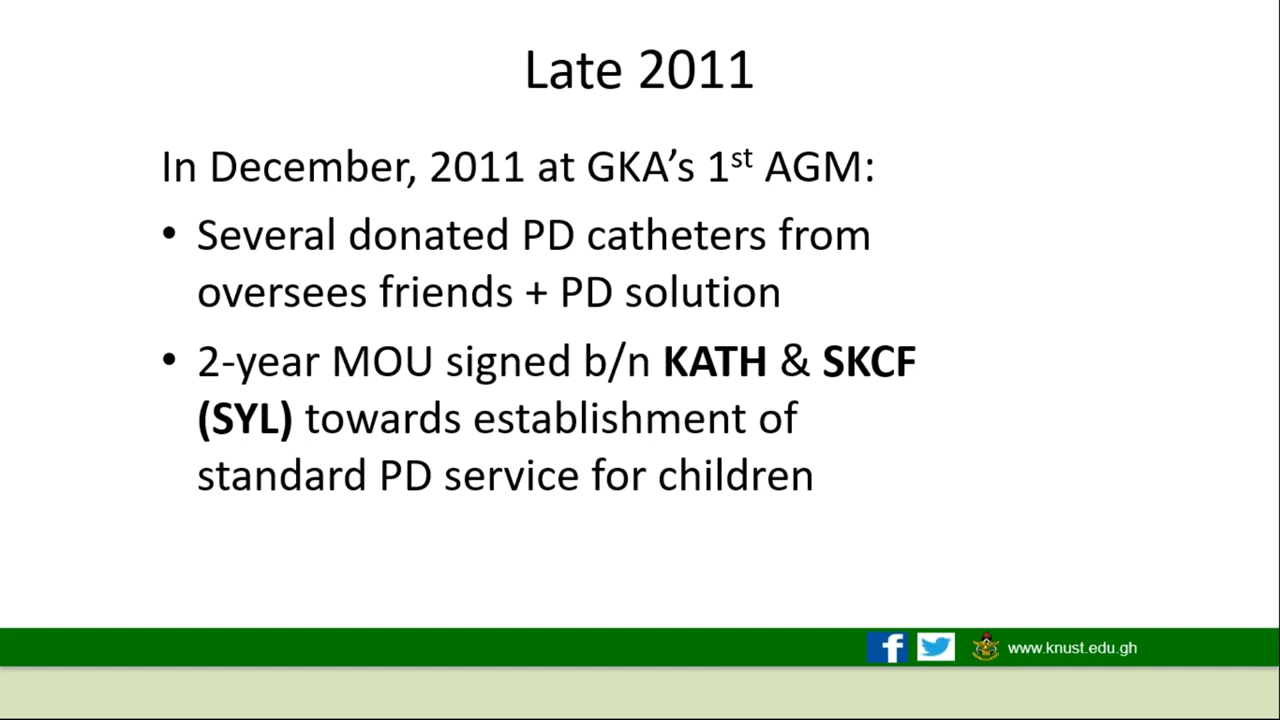 Late 2011
In December, 2011 at GKA’s 1st AGM:
• Several donated PD catheters from
oversees friends + PD solution
• 2-year MOU signed b/n KATH & SKCF
(SYL) towards establishment of
standard PD service for children
www.knust.edu.gh